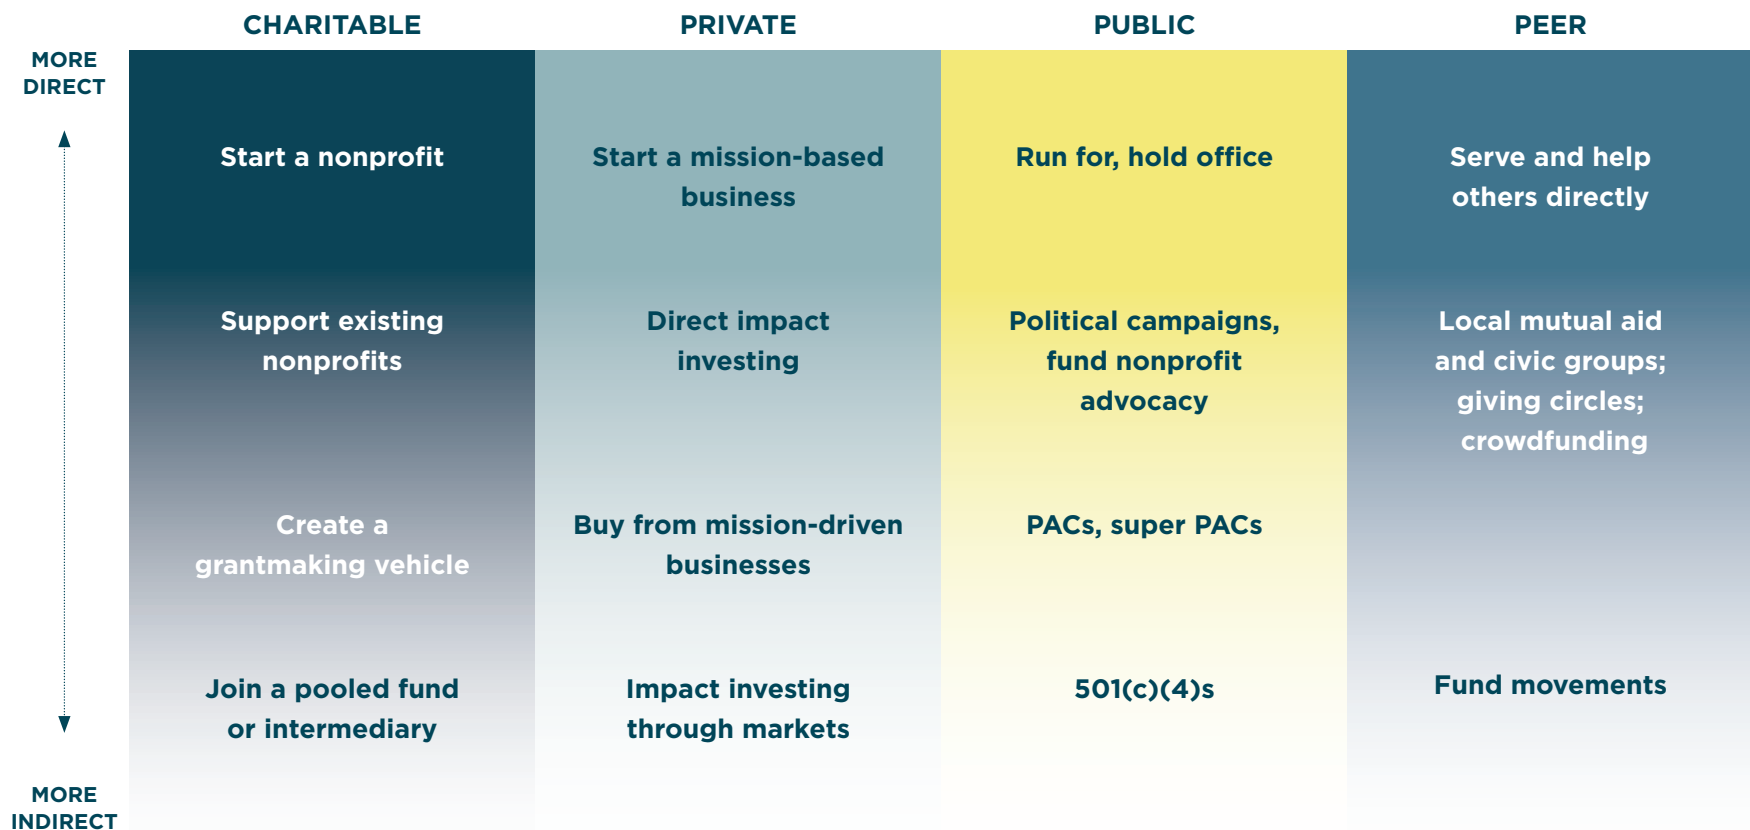 CHARITABLE
PRIVATE
PUBLIC
PEER
MORE
DIRECT
Start a nonprofit
Start a mission-based
business
Run for, hold office
Serve and help
others directly
Support existing
nonprofits
Direct impact
investing
Political campaigns,
fund nonprofit
advocacy
Local mutual aid
and civic groups;
giving circles;
crowdfunding
Create a
grantmaking vehicle
Buy from mission-driven
businesses
PACs, super PACs
Join a pooled fund
or intermediary
Impact investing
through markets
501(c)(4)s
Fund movements
MORE
INDIRECT